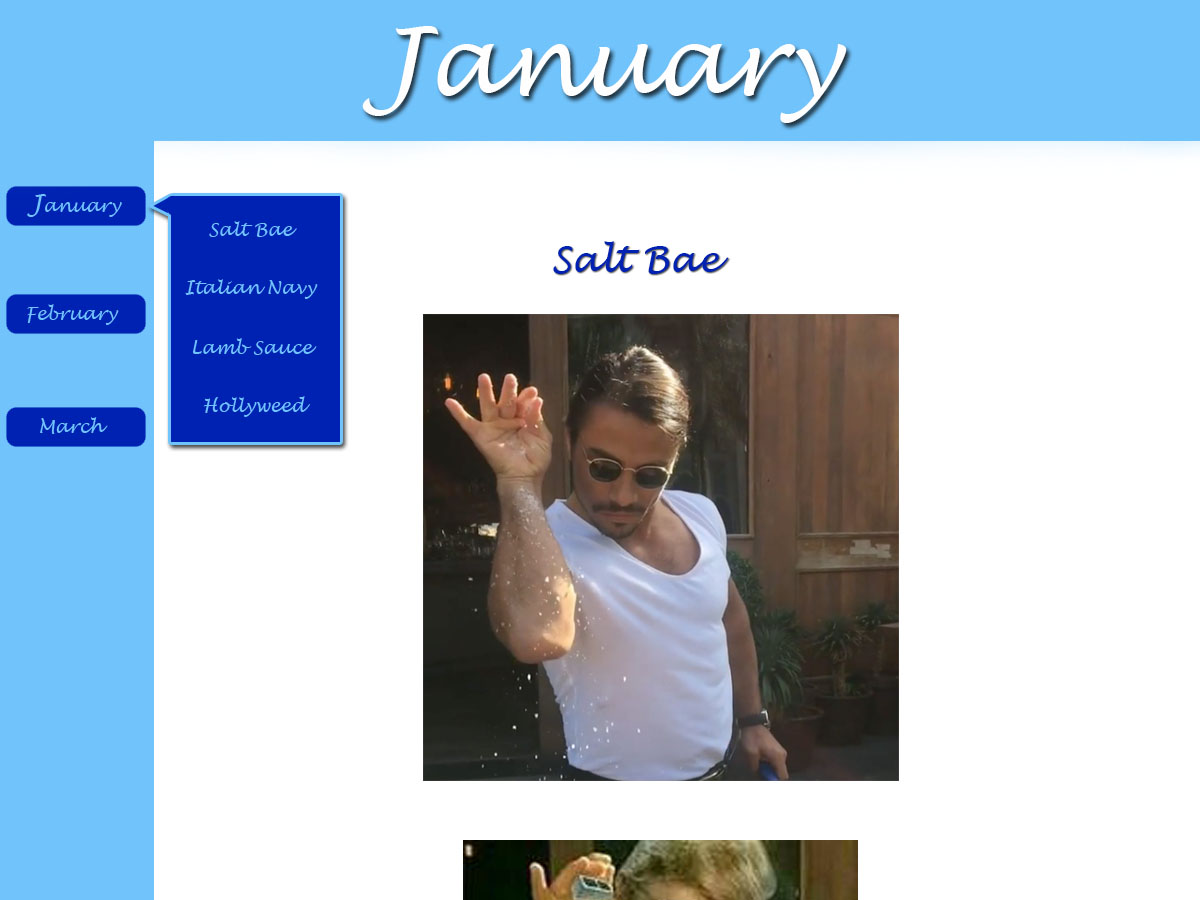 January
January
February
March
Salt Bae
Italian Navy
Lamb Sauce
Hollyweed
Salt Bae